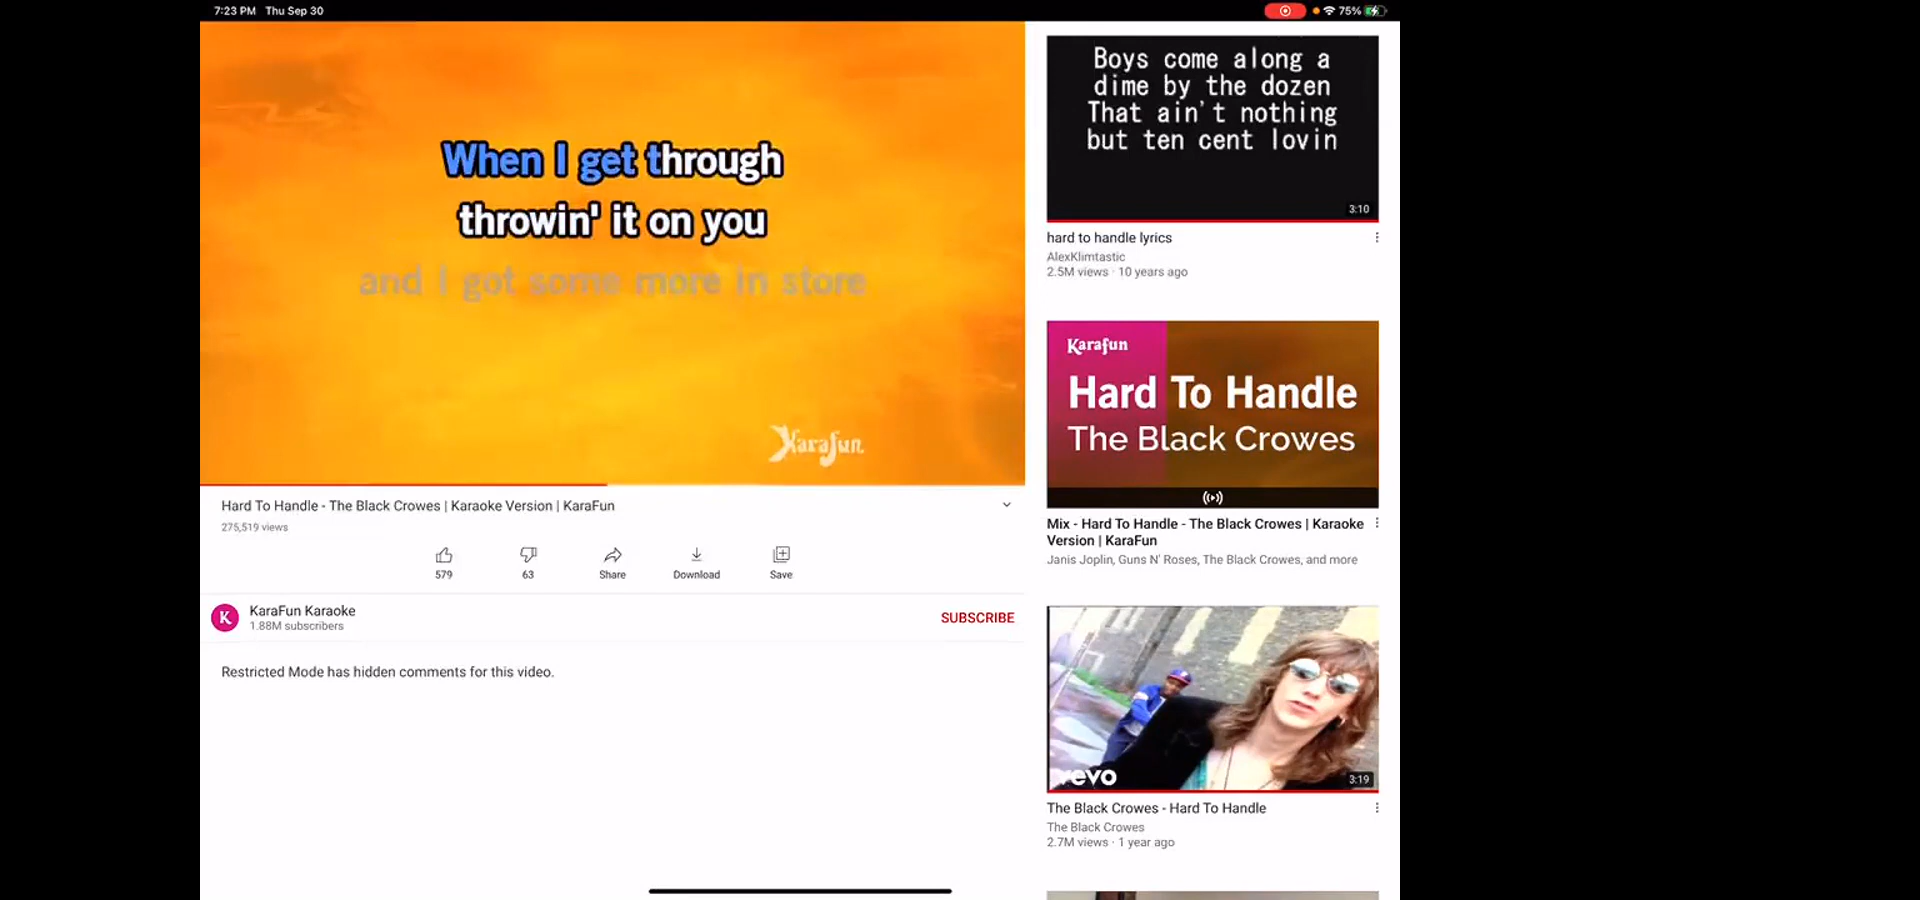 7:23 PM Thu Sep 30
75%
When I get through
throwin' it on you
and I got some more in store
Karafun
Hard To Handle - The Black Crowes | Karaoke Version | KaraFun
275,519 views
579
63
Share
Download
Save
K
KaraFun Karaoke
1.88M subscribers
SUBSCRIBE
Restricted Mode has hidden comments for this video.
Boys come along a
dime by the dozen
That ain't nothing
but ten cent lovin
3:10
hard to handle lyrics
AlexKlimtastic
2.5M views · 10 years ago
Karafun
Hard To Handle
The Black Crowes
Mix - Hard To Handle - The Black Crowes | Karaoke
Version | KaraFun
Janis Joplin, Guns N' Roses, The Black Crowes, and more
vevo
3:19
The Black Crowes - Hard To Handle
The Black Crowes
2.7M views · 1 year ago